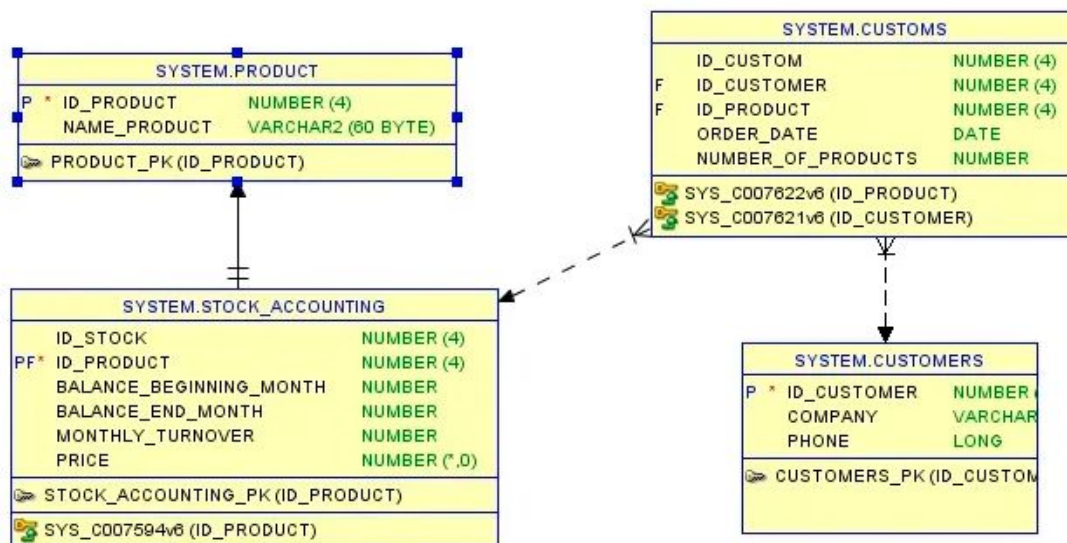 SYSTEM.PRODUCT
P * ID_PRODUCT NUMBER (4)
NAME_PRODUCT VARCHAR2 (60 BYTE)
PRODUCT_PK (ID_PRODUCT)
SYSTEM.CUSTOMS
ID_CUSTOM NUMBER (4)
F ID_CUSTOMER NUMBER (4)
F ID_PRODUCT NUMBER (4)
ORDER_DATE DATE
NUMBER_OF_PRODUCTS NUMBER
SYS_C007622v6 (ID_PRODUCT)
SYS_C007621v6 (ID_CUSTOMER)
SYSTEM.STOCK_ACCOUNTING
ID_STOCK NUMBER (4)
PF* ID_PRODUCT NUMBER (4)
BALANCE_BEGINNING_MONTH NUMBER
BALANCE_END_MONTH NUMBER
MONTHLY_TURNOVER NUMBER
PRICE NUMBER (*,0)
STOCK_ACCOUNTING_PK (ID_PRODUCT)
SYS_C007594v6 (ID_PRODUCT)
SYSTEM.CUSTOMERS
P * ID_CUSTOMER NUMBER (
COMPANY VARCHAR
PHONE LONG
CUSTOMERS_PK (ID_CUSTOM